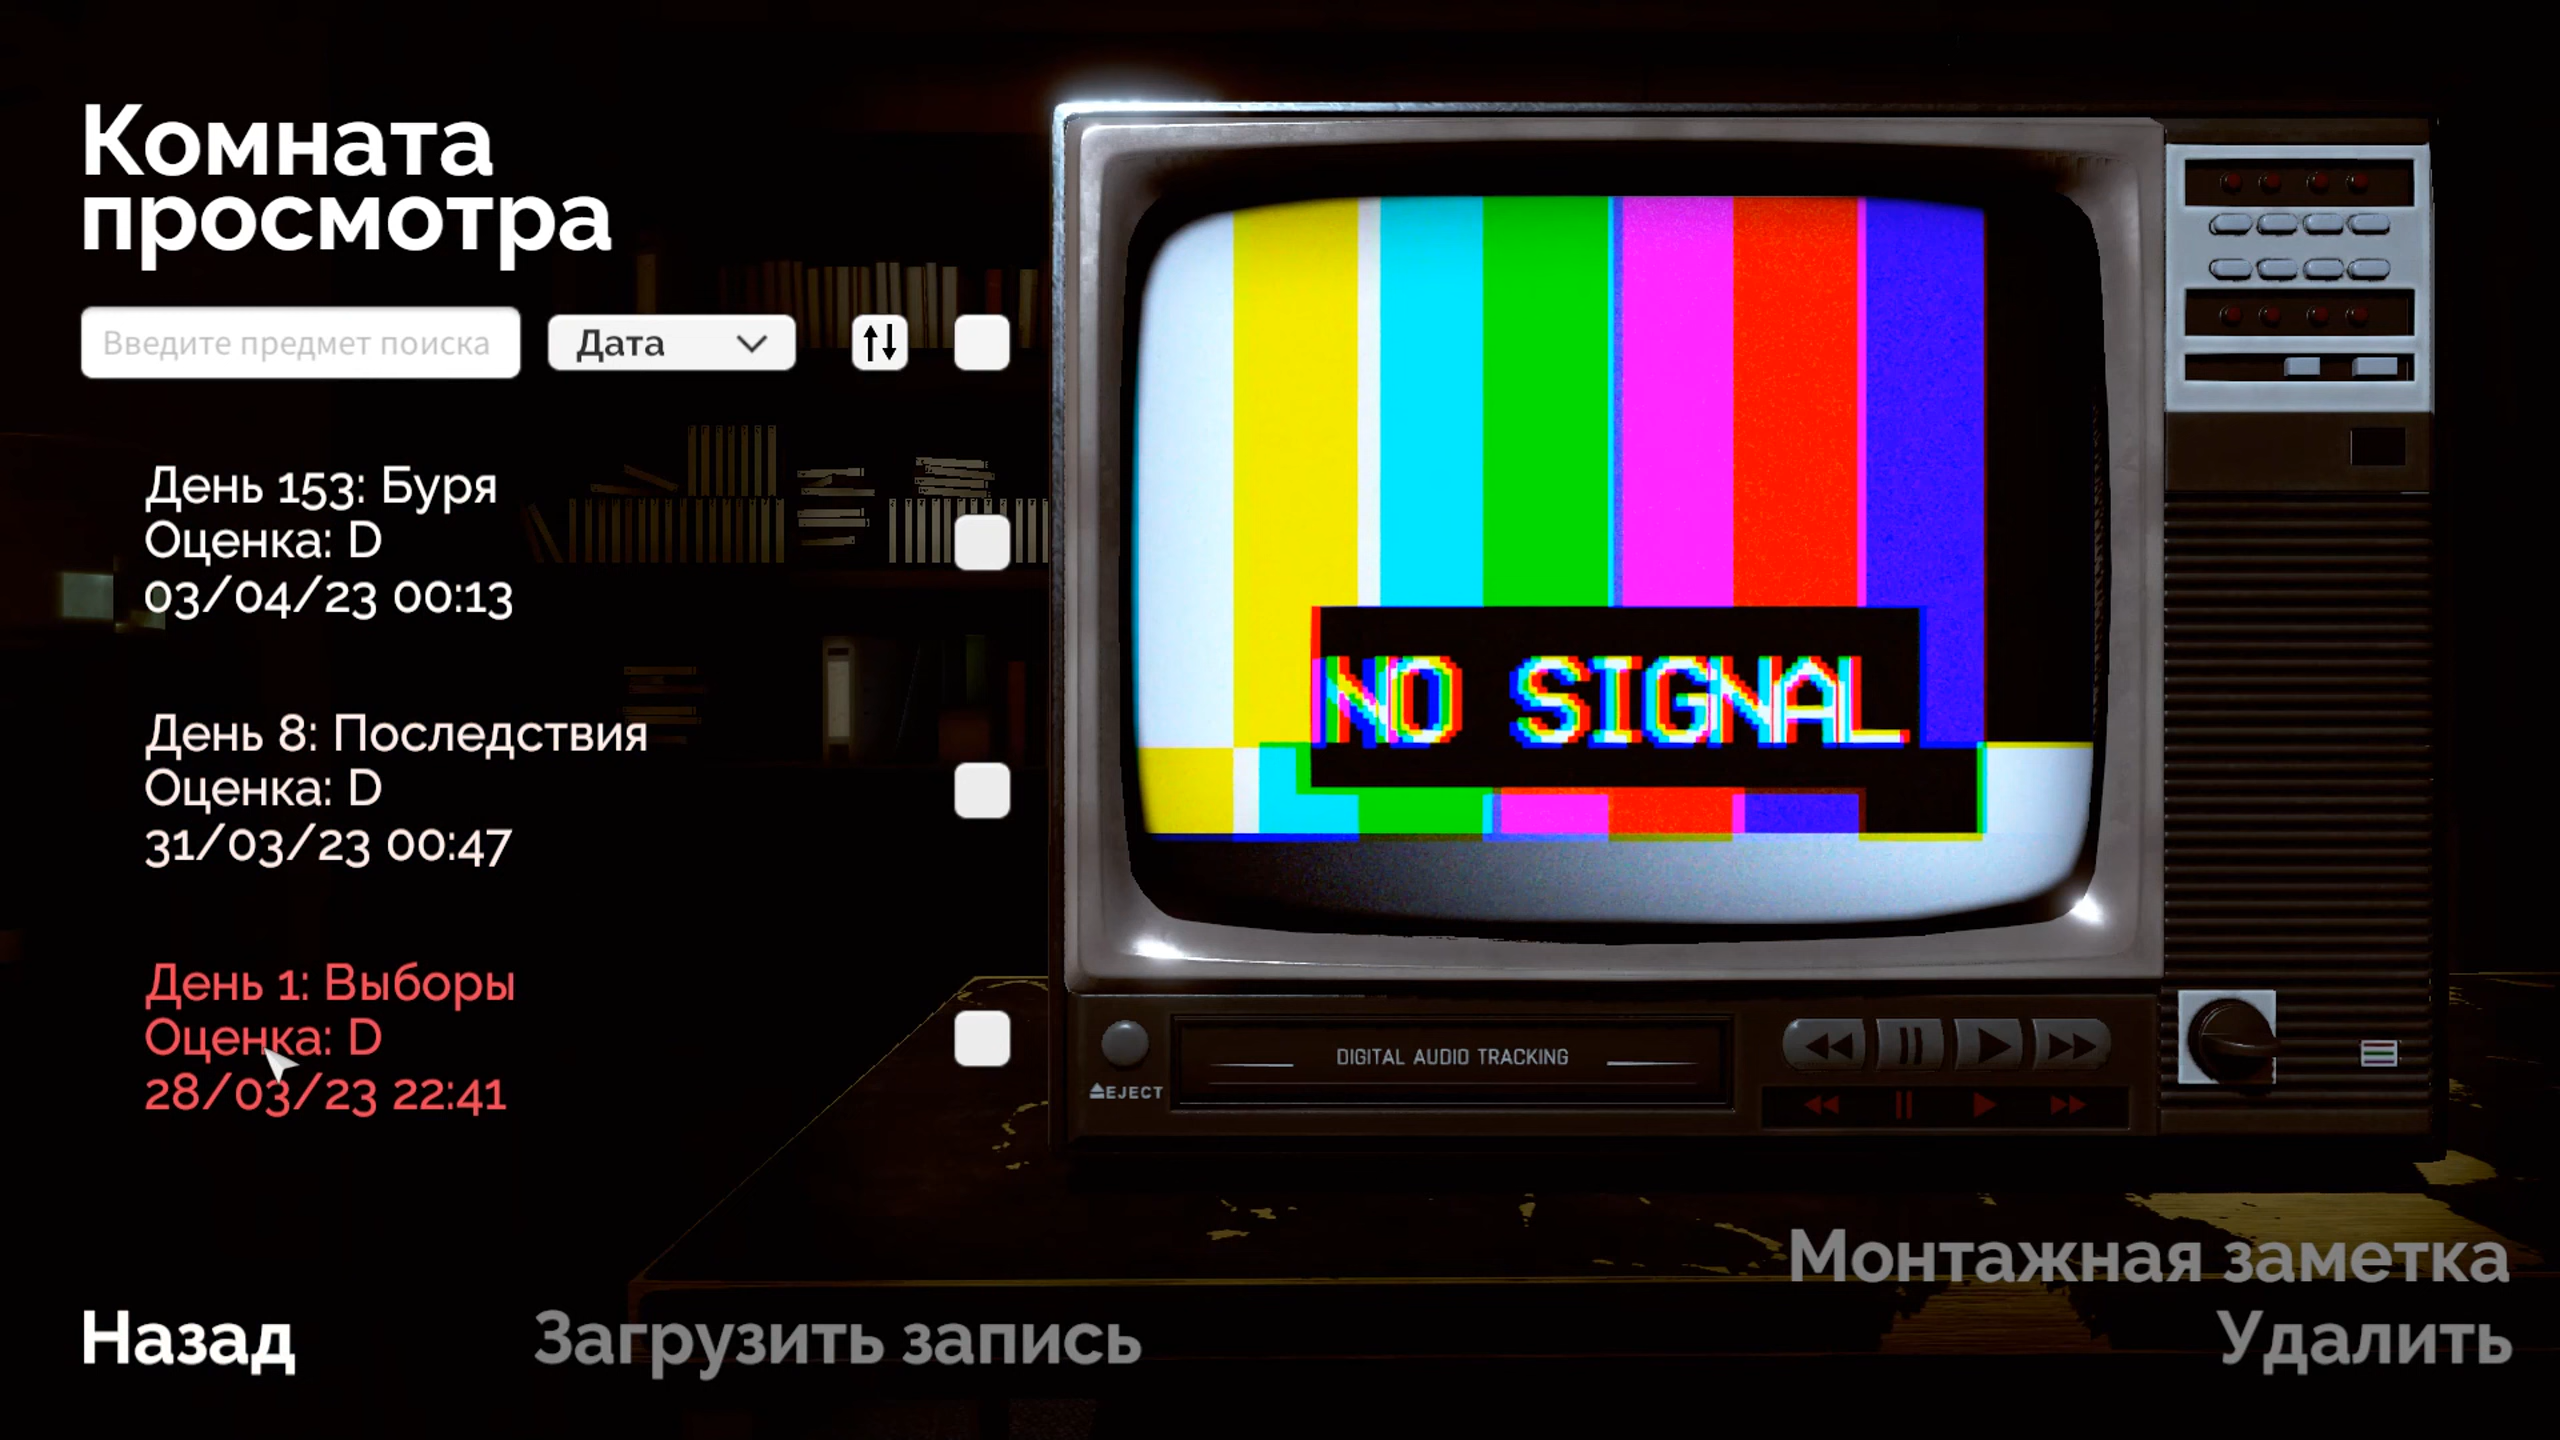 Комната
просмотра
Введите предмет поиска
Дата
День 153: Буря
Оценка: D
03/04/23 00:13
День 8: Последствия
Оценка: D
31/03/23 00:47
День 1: Выборы
Оценка: D
28/03/23 22:41
NO SIGNAL
DIGITAL AUDIO TRACKING
EJECT
Монтажная заметка
Назад
Загрузить запись
Удалить